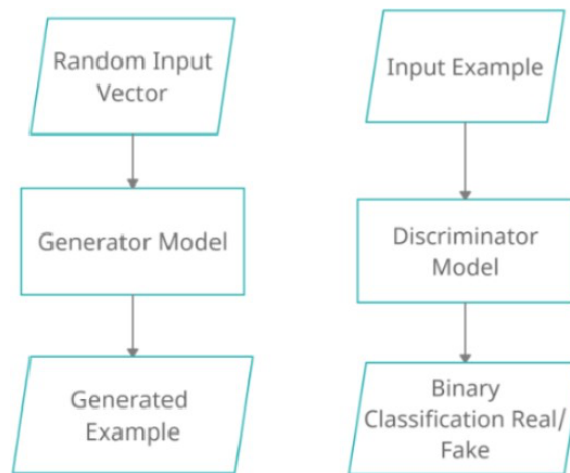 Random Input
Vector
Generator Model
Generated
Example
Input Example
Discriminator
Model
Binary
Classification Real/
Fake